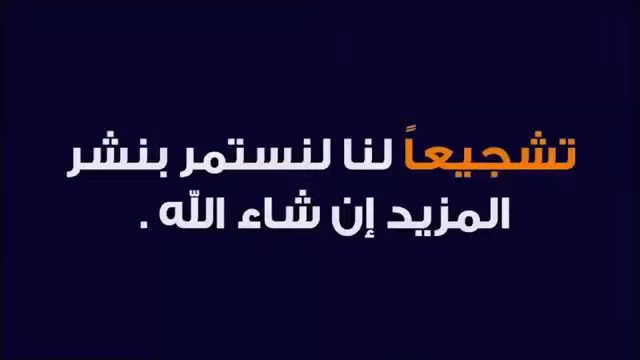 تشجيعاً لنا لنستمر بنشر
المزيد إن شاء الله .